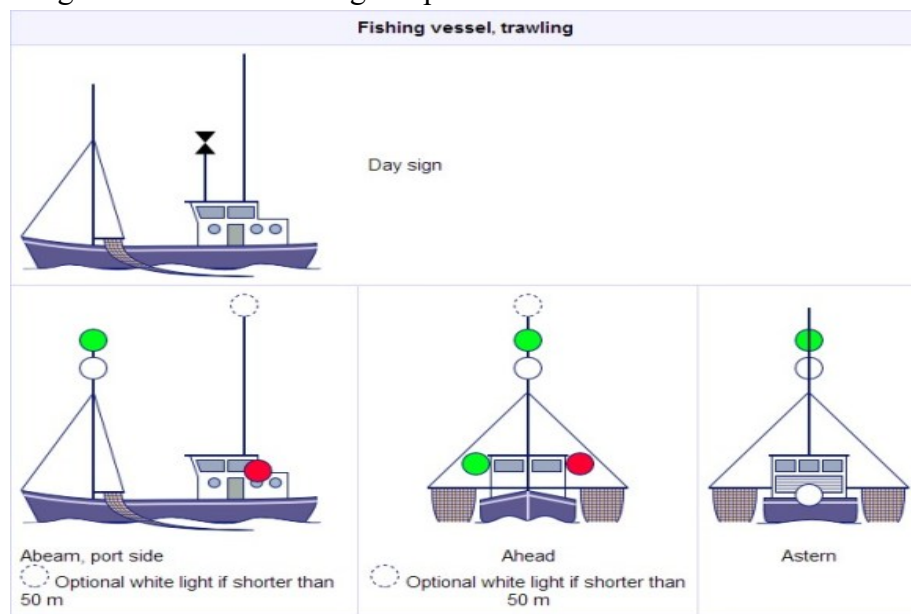 Fishing vessel, trawling
Day sign
Abeam, port side
Optional white light if shorter than
50 m
Ahead
Optional white light if shorter than
50 m
Astern